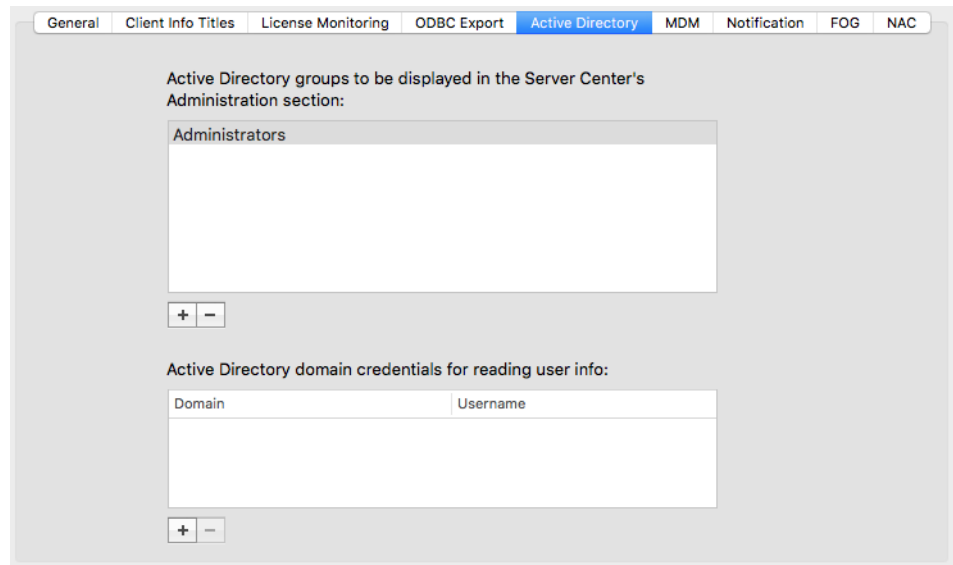 General Client Info Titles License Monitoring ODBC Export Active Directory MDM Notification FOG NAC
Active Directory groups to be displayed in the Server Center's
Administration section:
Administrators
+ −
Active Directory domain credentials for reading user info:
Domain Username
+ −